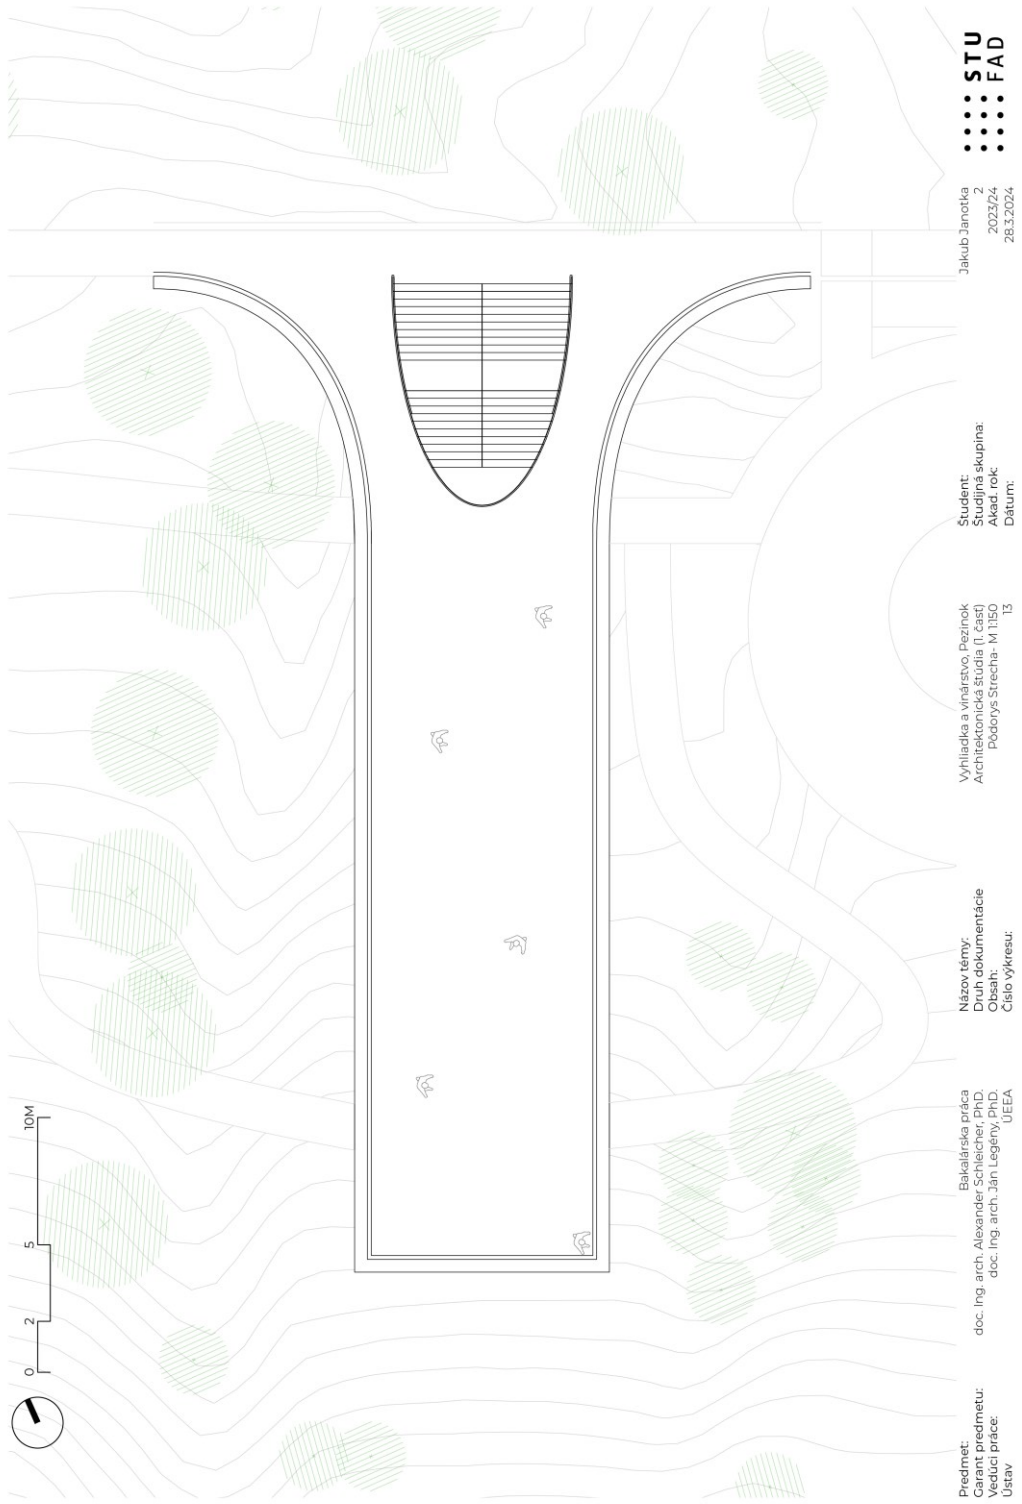 0 2 5 10M
Predmet: Bakalárska práca
Garant predmetu: doc. Ing. arch. Alexander Schleicher, PhD.
Vedúci práce: doc. Ing. arch. Ján Legény, PhD.
Ústav ÚEEA
Názov témy: Vyhliadka a vinárstvo, Pezinok
Druh dokumentácie Architektonická štúdia (1. časť)
Obsah: Pôdorys Strecha- M 1:150
Číslo výkresu: 13
Študent: Jakub Janotka
Študijná skupina: 2
Akad. rok: 2023/24
Dátum: 28.3.2024
STU
FAD